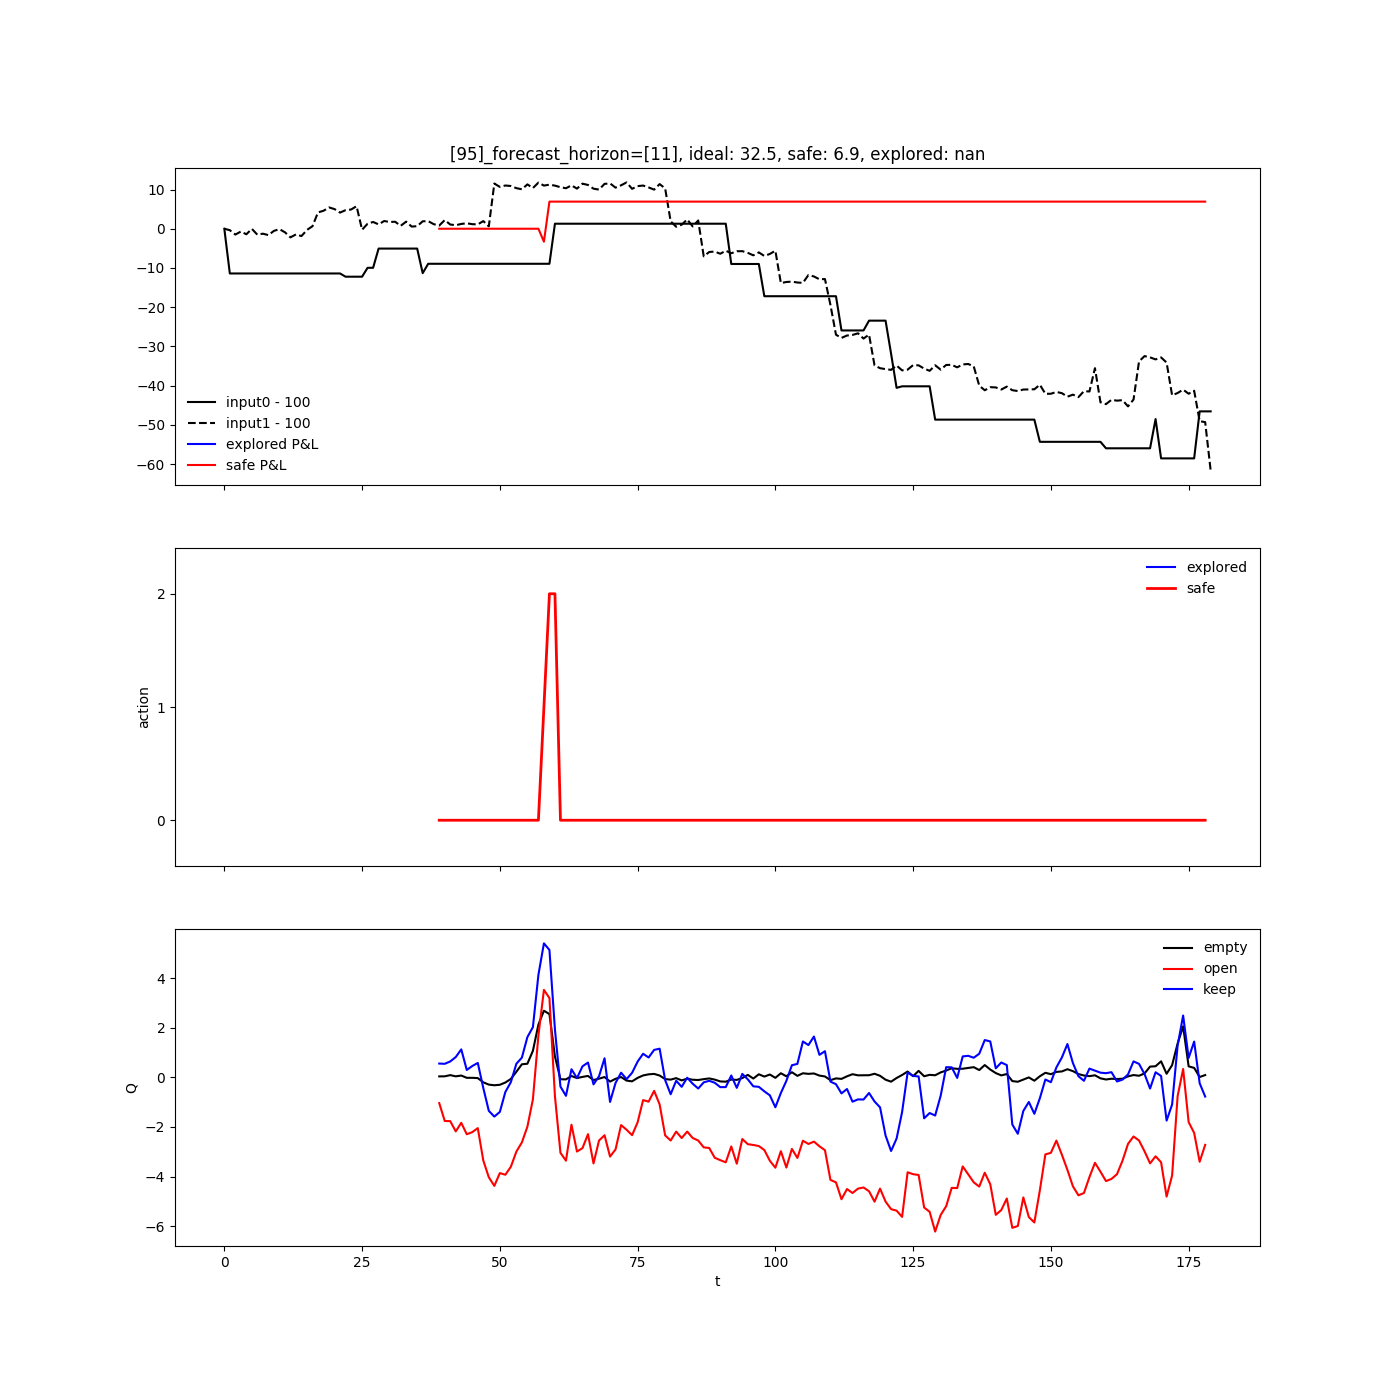 [95]_forecast_horizon=[11], ideal: 32.5, safe: 6.9, explored: nan
10
0
−10
−20
−30
−40
−50
−60
input0 - 100
input1 - 100
explored P&L
safe P&L
action
2
1
0
explored
safe
Q
4
2
0
−2
−4
−6
empty
open
keep
0 25 50 75 100 125 150 175
t